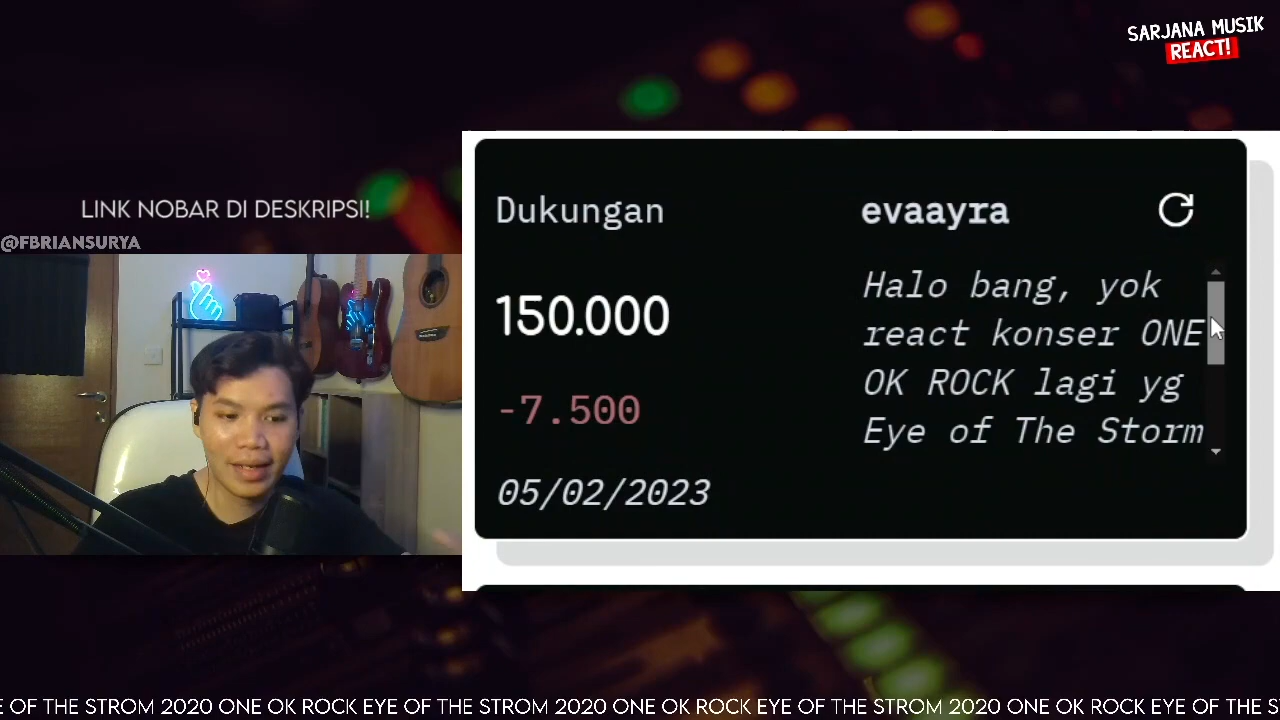 SARJANA MUSIK
REACT!
LINK NOBAR DI DESKRIPSI!
@FBRIANSURYA
Dukungan
150.000
-7.500
05/02/2023
evaayra
Halo bang, yok
react konser ONE
OK ROCK lagi yg
Eye of The Storm
E OF THE STROM 2020 ONE OK ROCK EYE OF THE STROM 2020 ONE OK ROCK EYE OF THE STROM 2020 ONE OK ROCK EYE OF THE S